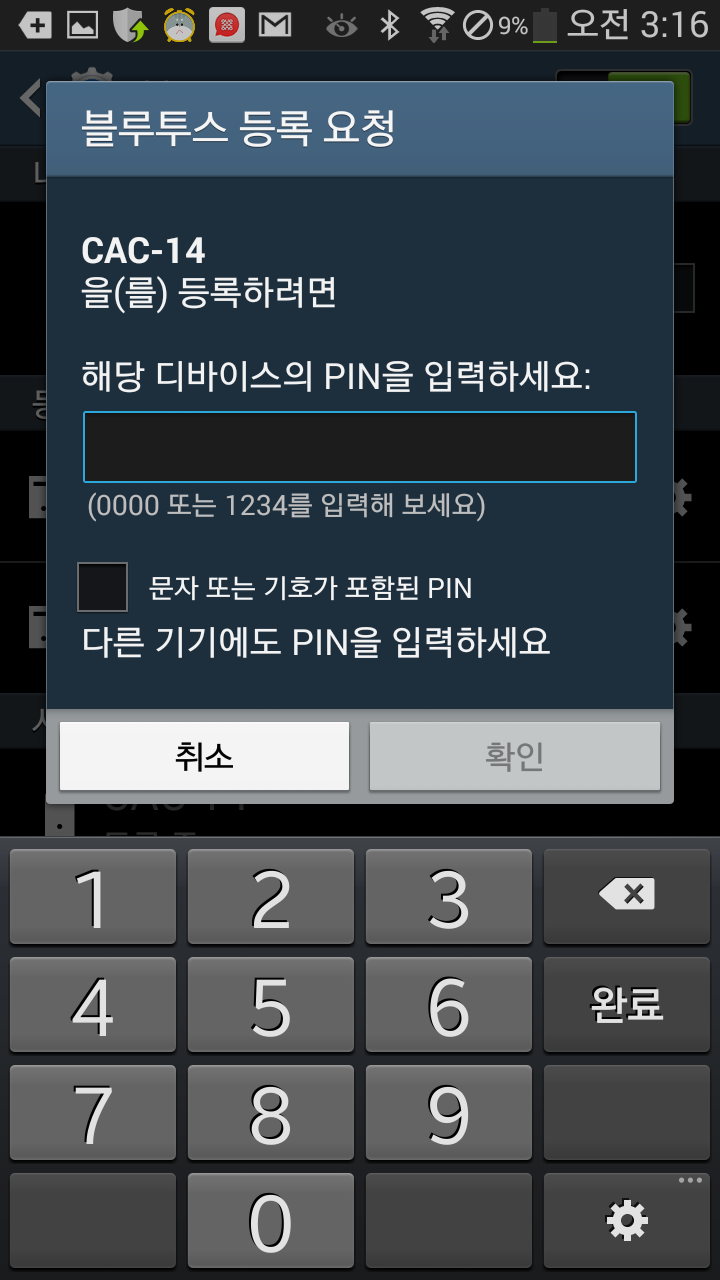 9%
오전 3:16
블루투스 등록 요청
CAC-14
을(를) 등록하려면
해당 디바이스의 PIN을 입력하세요:
(0000 또는 1234를 입력해 보세요)
문자 또는 기호가 포함된 PIN
다른 기기에도 PIN을 입력하세요
취소
확인
1
2
3
4
5
6
완료
7
8
9
0